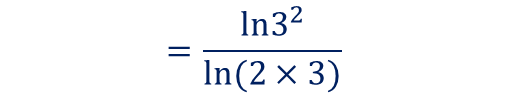 = ln3² / ln(2 × 3)